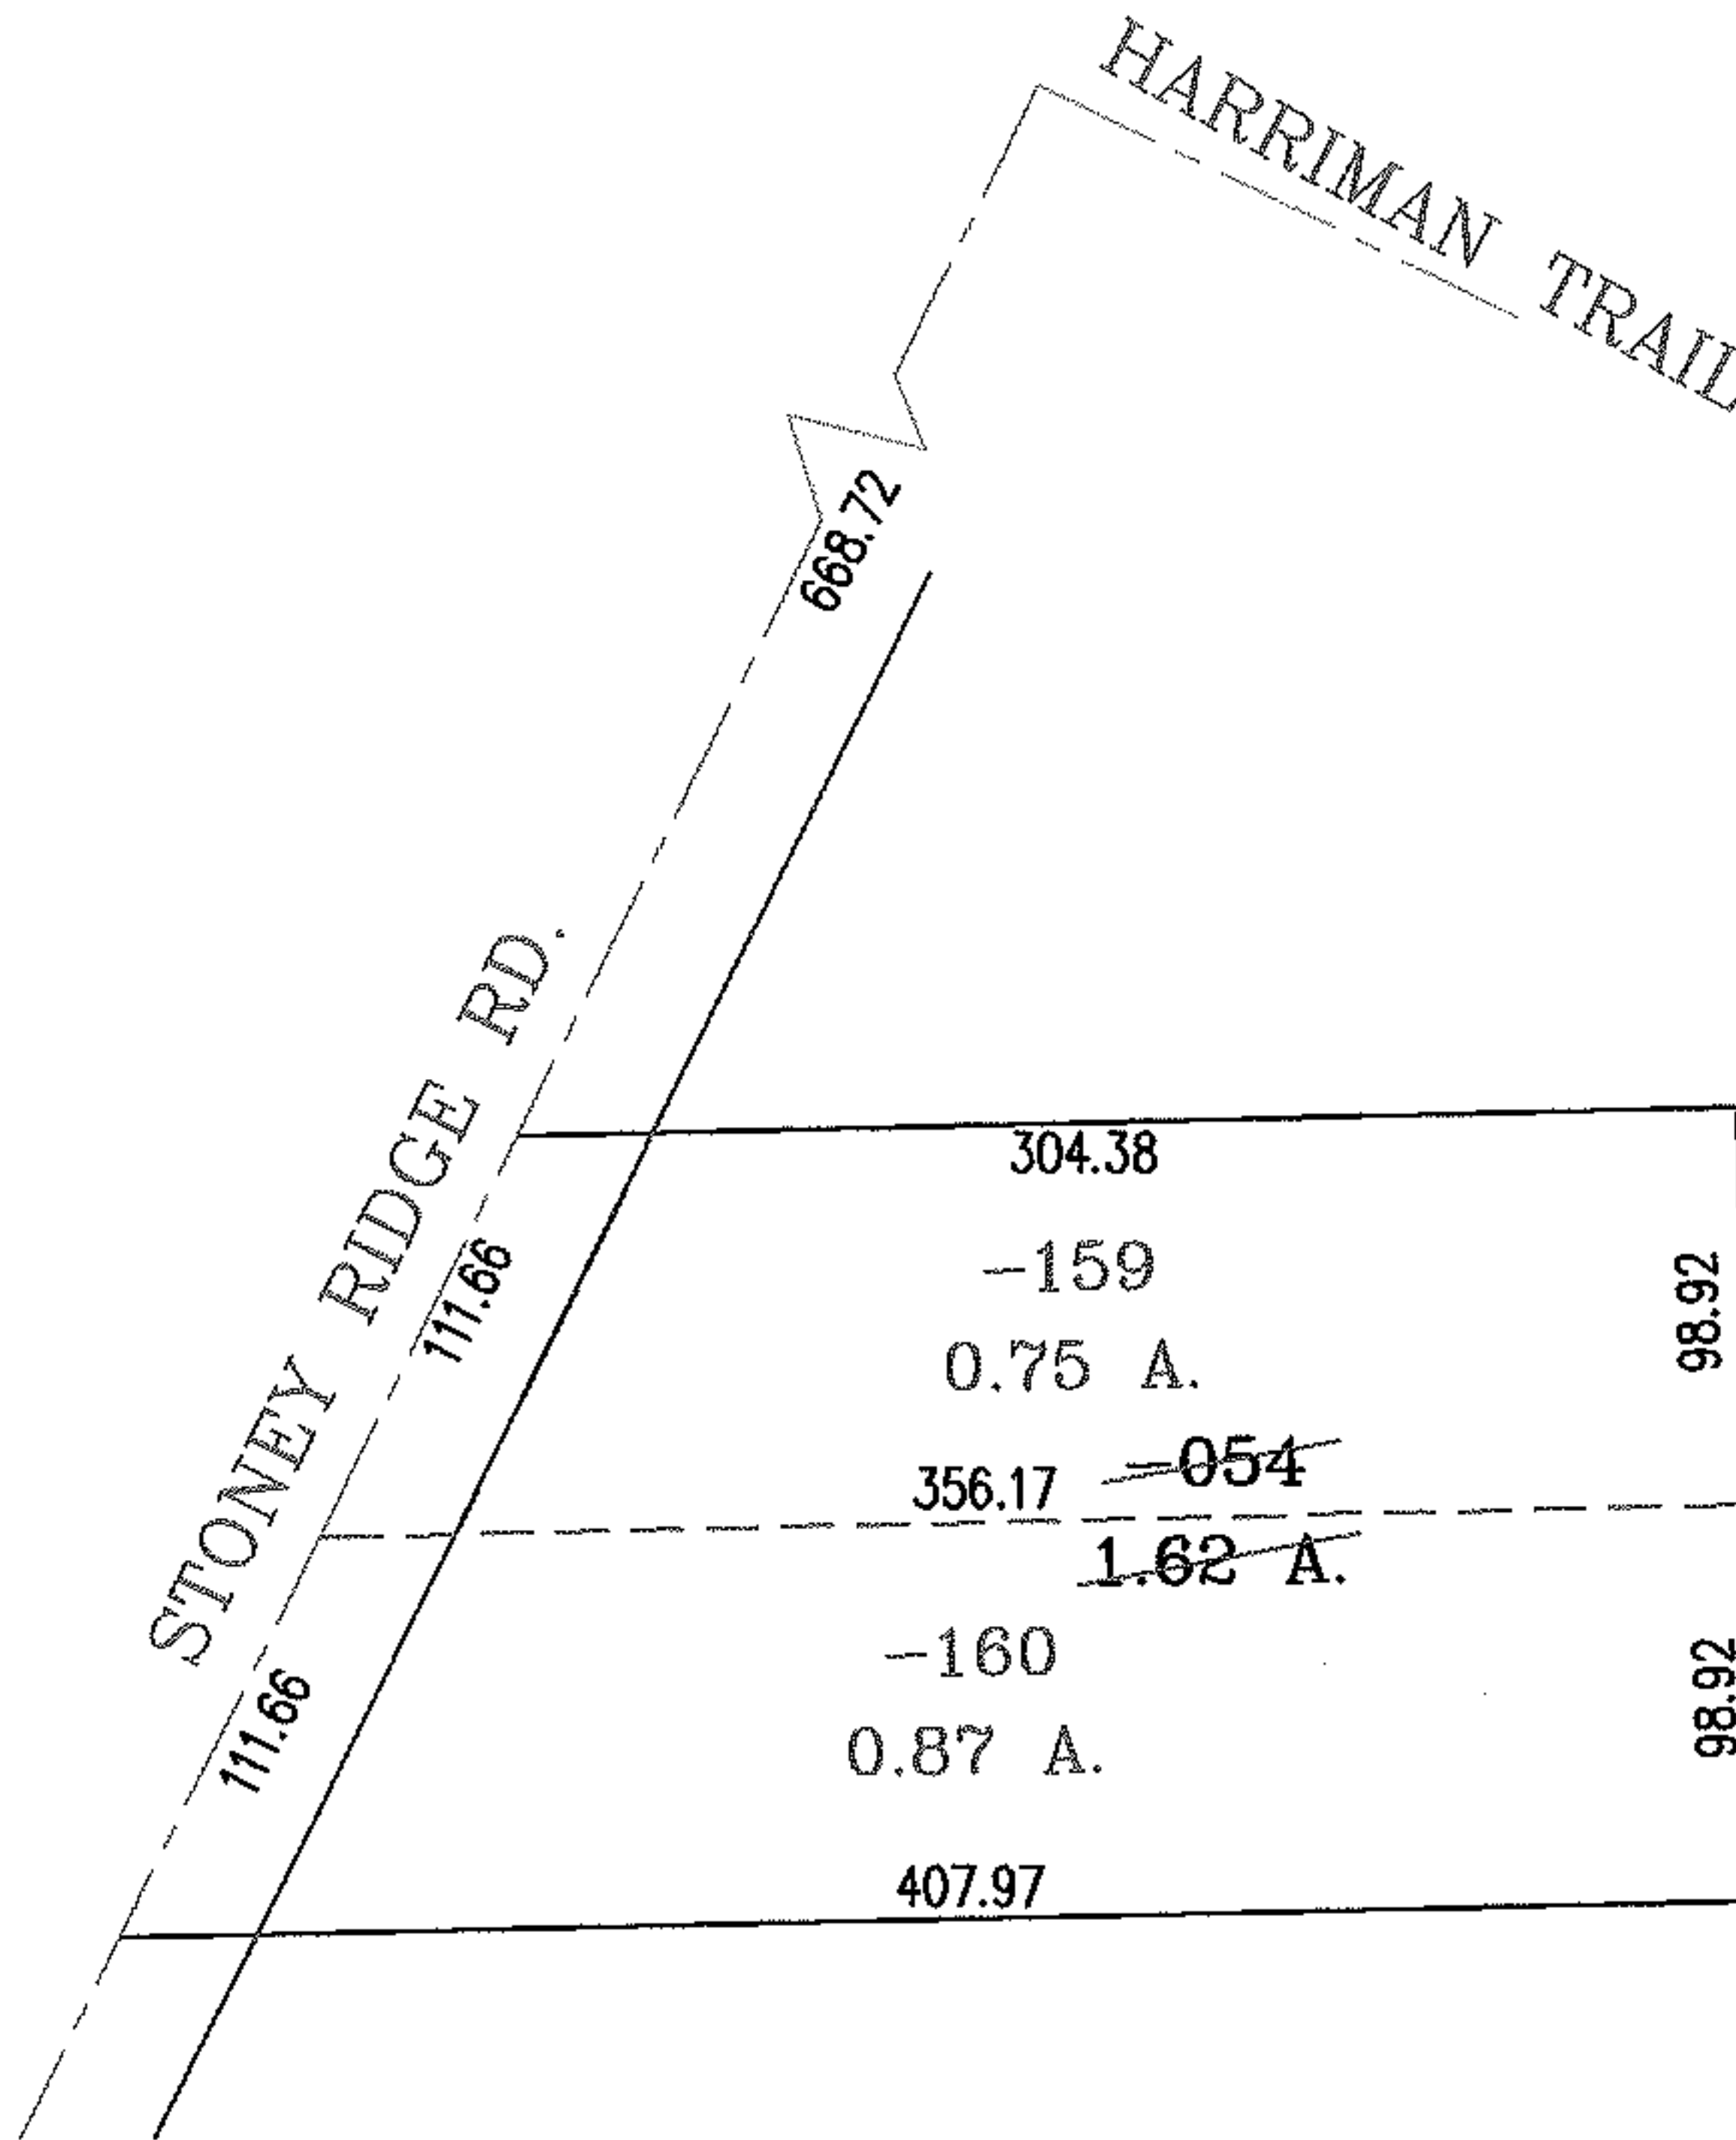 HARRIMAN TRAIL
668.72
STONEY RIDGE RD.
304.38
111.66
-159
98.92
0.75 A.
-054
356.17
1.62 A.
-160
98.92
111.66
0.87 A.
407.97